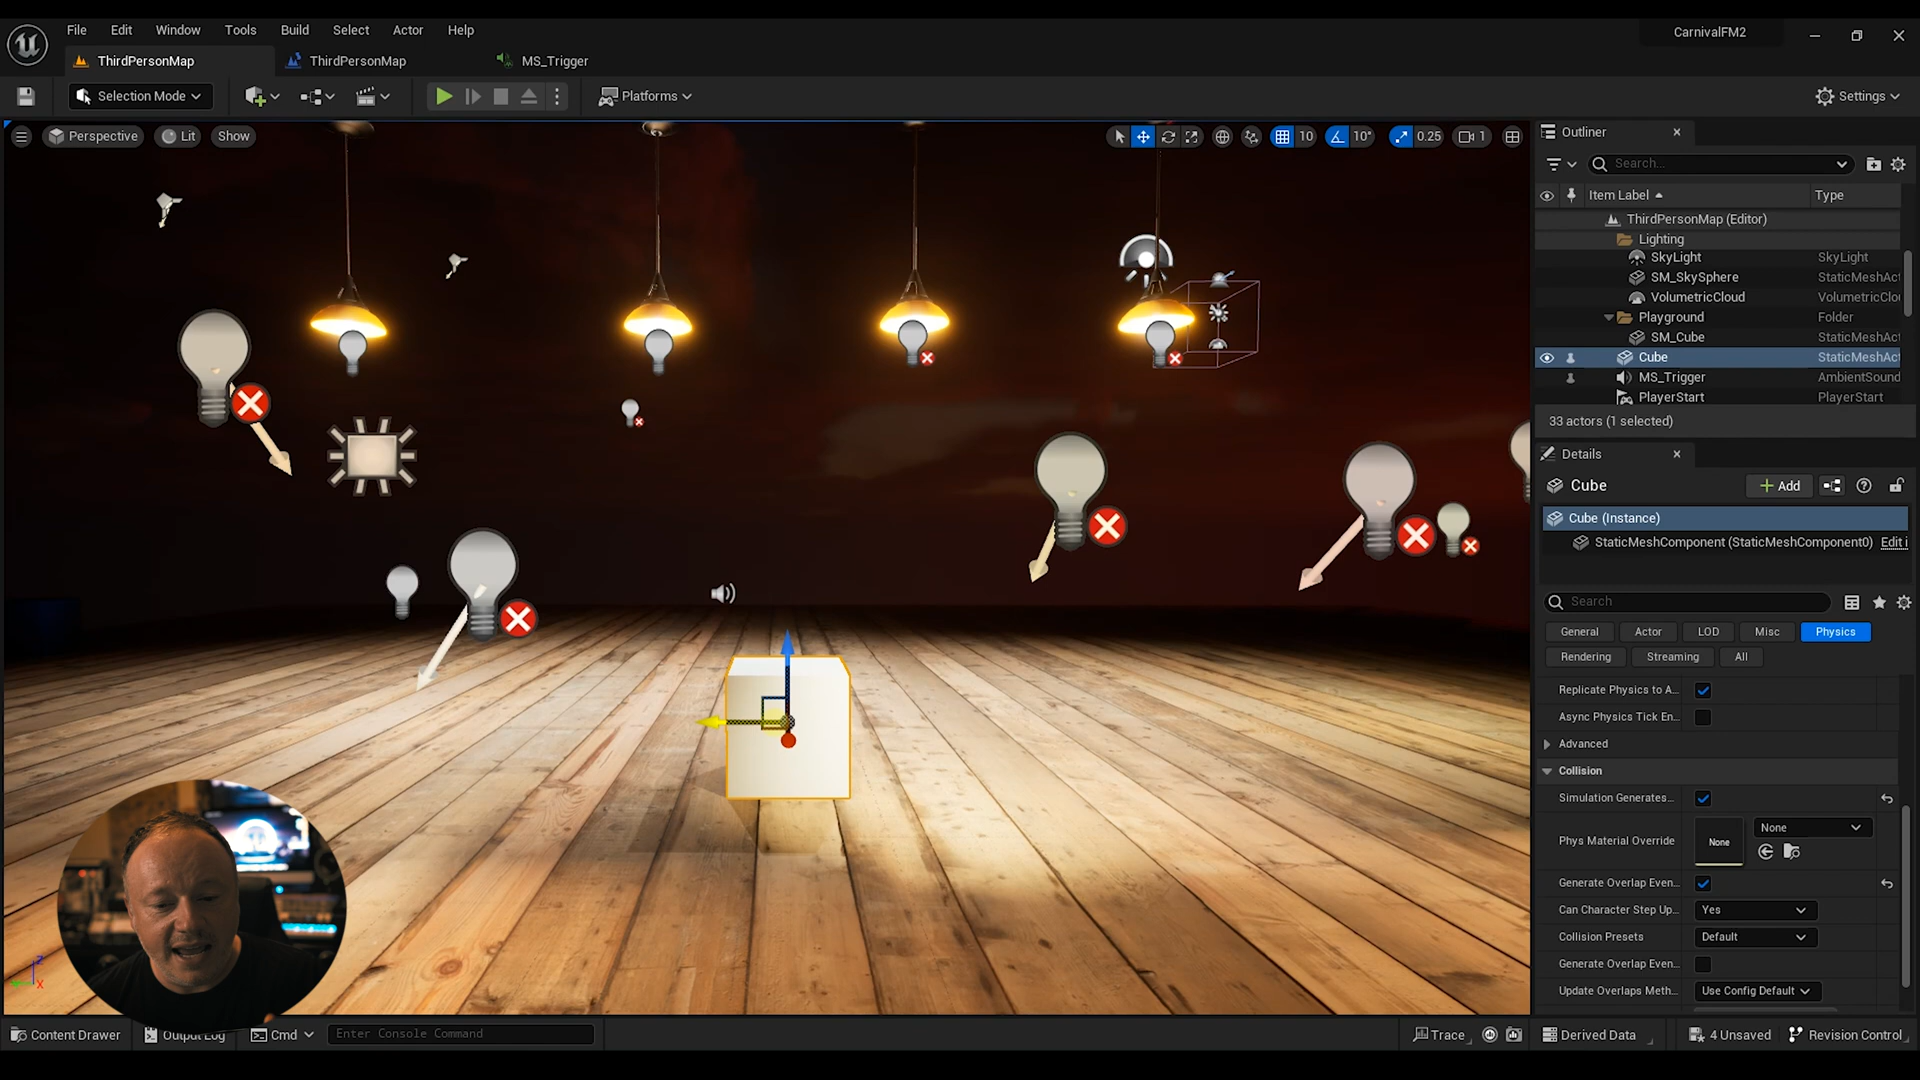 File Edit Window Tools Build Select Actor Help
CarnivalFM2
ThirdPersonMap ThirdPersonMap MS_Trigger
Selection Mode Platforms Settings
Perspective Lit Show 10 10° 0.25 1
Outliner
Search...
Item Label Type
ThirdPersonMap (Editor)
Lighting
SkyLight SkyLight
SM_SkySphere StaticMeshAct
VolumetricCloud VolumetricClou
Playground Folder
SM_Cube StaticMeshAct
Cube StaticMeshAct
MS_Trigger AmbientSound
PlayerStart PlayerStart
33 actors (1 selected)
Details
Cube Add
Cube (Instance)
StaticMeshComponent (StaticMeshComponent0) Edit i
Search
General Actor LOD Misc Physics
Rendering Streaming All
Replicate Physics to A...
Async Physics Tick En...
Advanced
Collision
Simulation Generates...
Phys Material Override None None
Generate Overlap Even...
Can Character Step Up... Yes
Collision Presets Default
Generate Overlap Even...
Update Overlaps Meth... Use Config Default
Content Drawer Output Log Cmd Enter Console Command Trace Derived Data 4 Unsaved Revision Control